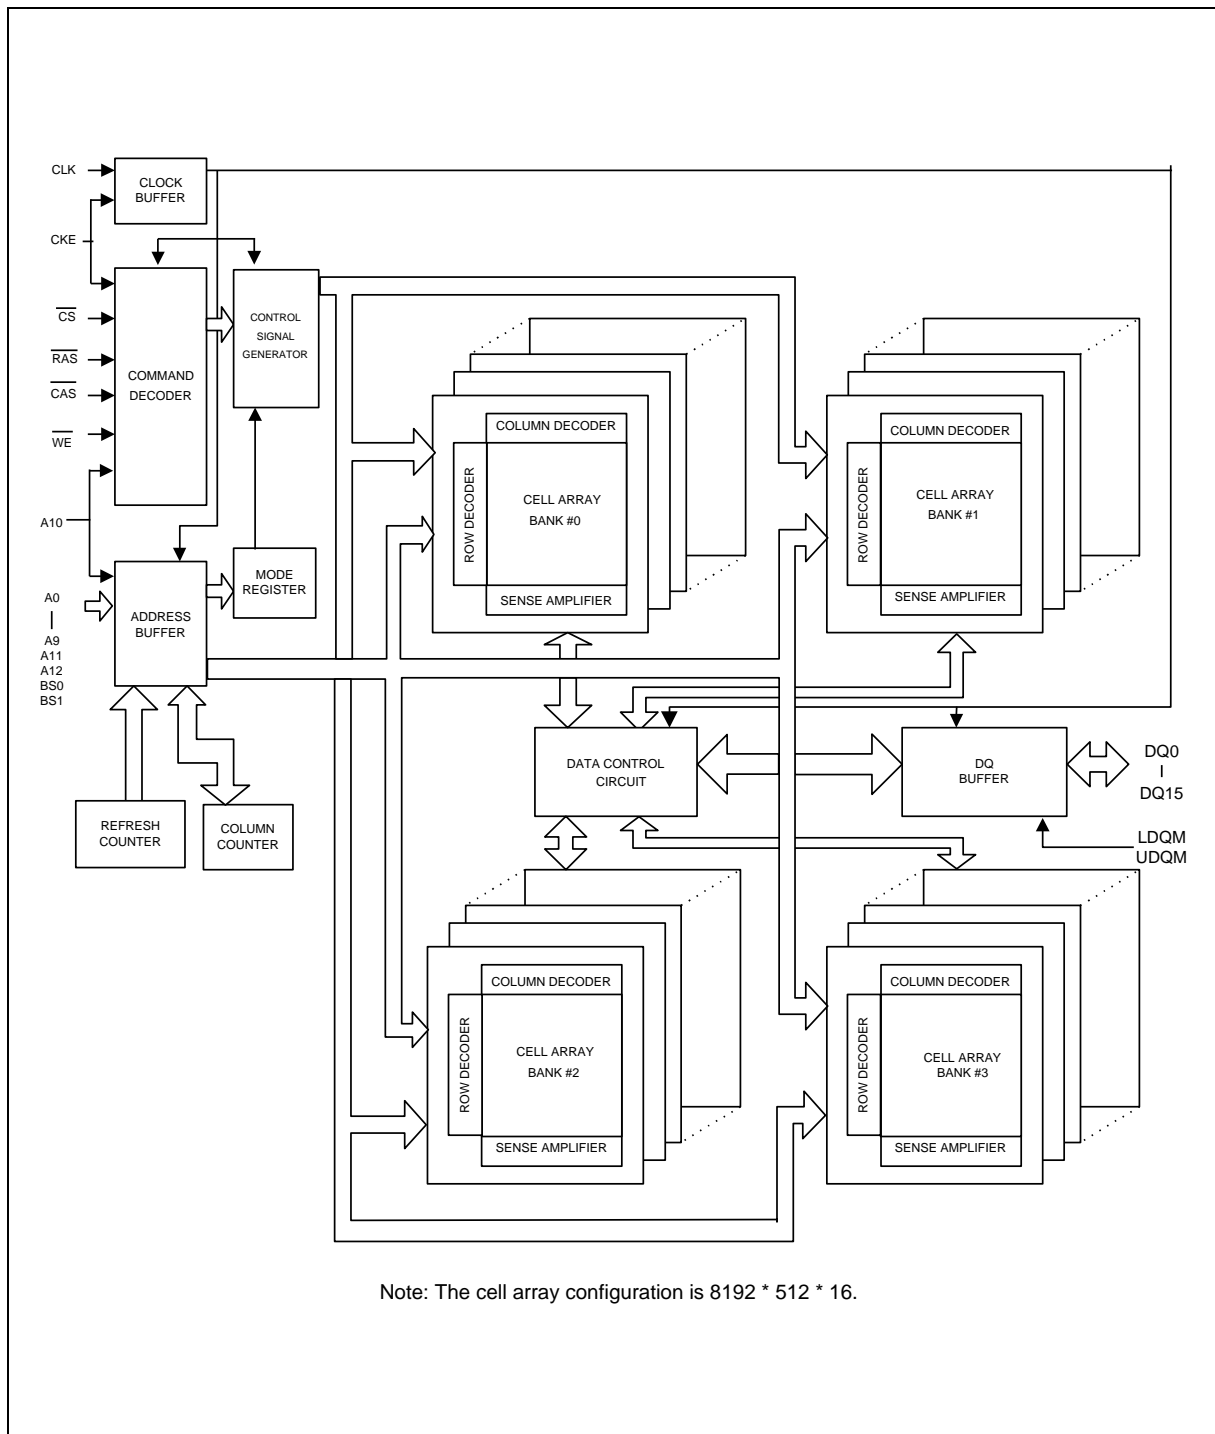 CLK
CLOCK
BUFFER
CKE
CS
RAS
CAS
WE
COMMAND
DECODER
CONTROL
SIGNAL
GENERATOR
A10
A0
A9
A11
A12
BS0
BS1
ADDRESS
BUFFER
MODE
REGISTER
REFRESH
COUNTER
COLUMN
COUNTER
COLUMN DECODER
ROW DECODER
CELL ARRAY
BANK #0
SENSE AMPLIFIER
COLUMN DECODER
ROW DECODER
CELL ARRAY
BANK #1
SENSE AMPLIFIER
DATA CONTROL
CIRCUIT
DQ
BUFFER
DQ0
DQ15
LDQM
UDQM
COLUMN DECODER
ROW DECODER
CELL ARRAY
BANK #2
SENSE AMPLIFIER
COLUMN DECODER
ROW DECODER
CELL ARRAY
BANK #3
SENSE AMPLIFIER
Note: The cell array configuration is 8192 * 512 * 16.